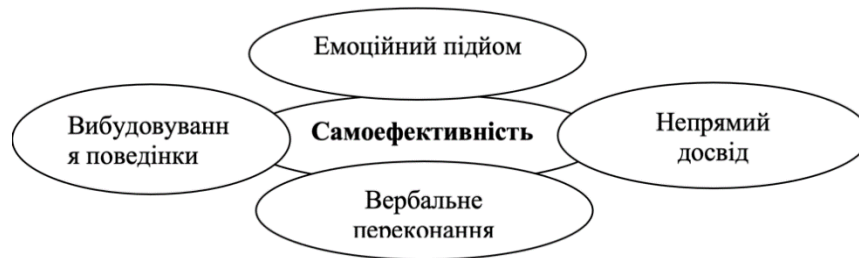 Емоційний підйом
Вибудовуванн
я поведінки
Самоефективність
Непрямий
досвід
Вербальне
переконання